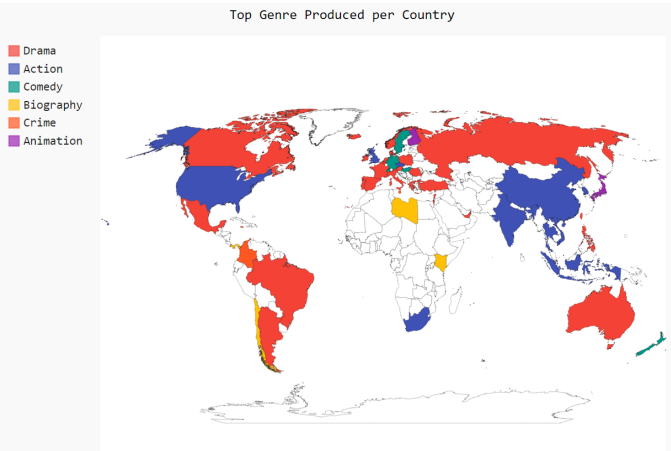 Top Genre Produced per Country
Drama
Action
Comedy
Biography
Crime
Animation